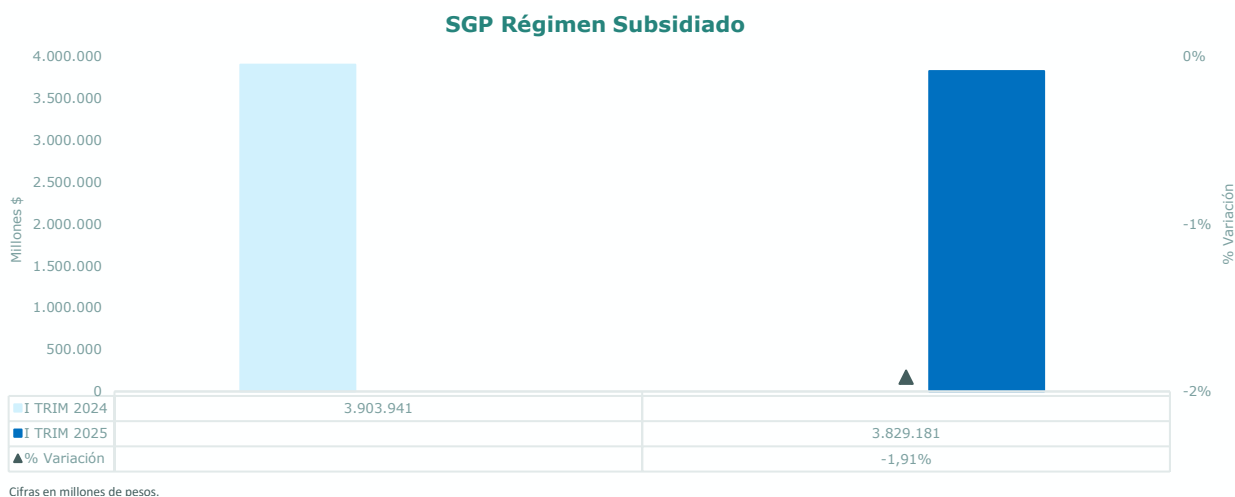 SGP Régimen Subsidiado
4.000.000
3.500.000
3.000.000
2.500.000
2.000.000
1.500.000
1.000.000
500.000
0
Millones $
0%
-1%
-2%
% Variación
I TRIM 2024 3.903.941
I TRIM 2025 3.829.181
% Variación -1,91%
Cifras en millones de pesos.